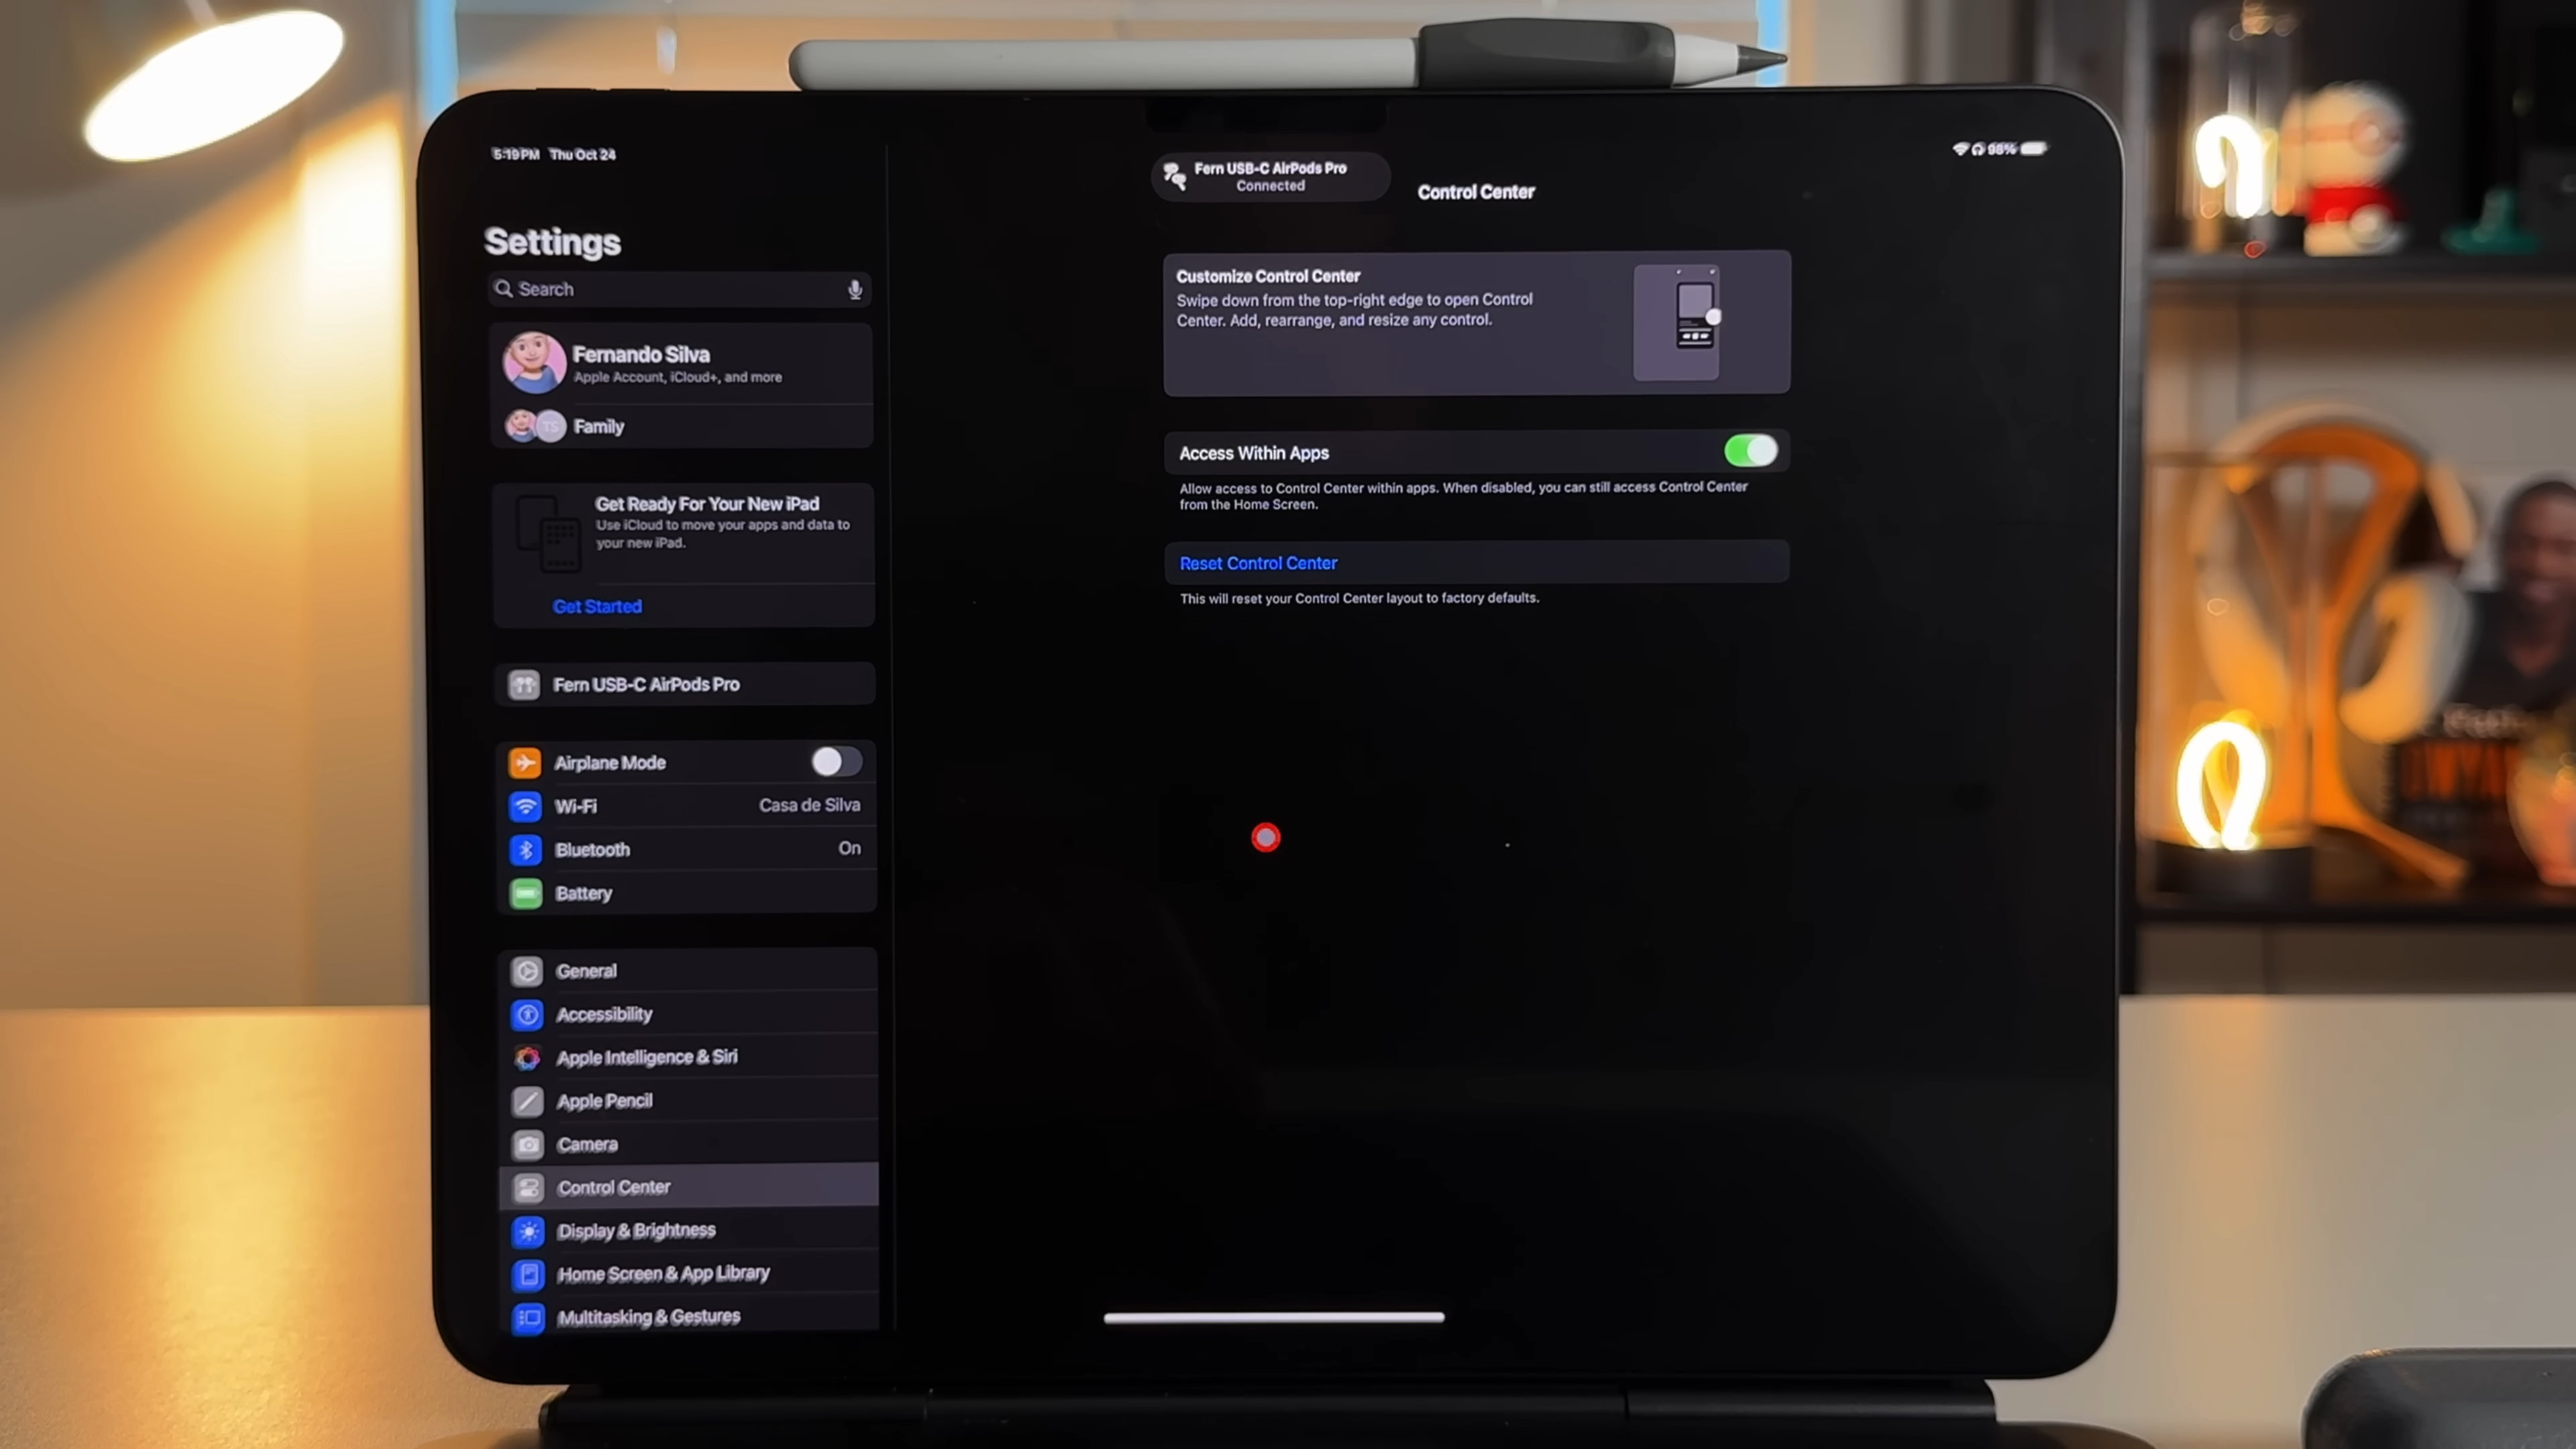 5:19PM Thu Oct 24
98%
Settings
Search
Fernando Silva
Apple Account, iCloud+, and more
TS
Family
Get Ready For Your New iPad
Use iCloud to move your apps and data to
your new iPad.
Get Started
Fern USB-C AirPods Pro
Airplane Mode
Wi-Fi Casa de Silva
Bluetooth On
Battery
General
Accessibility
Apple Intelligence & Siri
Apple Pencil
Camera
Control Center
Display & Brightness
Home Screen & App Library
Multitasking & Gestures
Fern USB-C AirPods Pro
Connected
Control Center
Customize Control Center
Swipe down from the top-right edge to open Control
Center. Add, rearrange, and resize any control.
Access Within Apps
Allow access to Control Center within apps. When disabled, you can still access Control Center
from the Home Screen.
Reset Control Center
This will reset your Control Center layout to factory defaults.